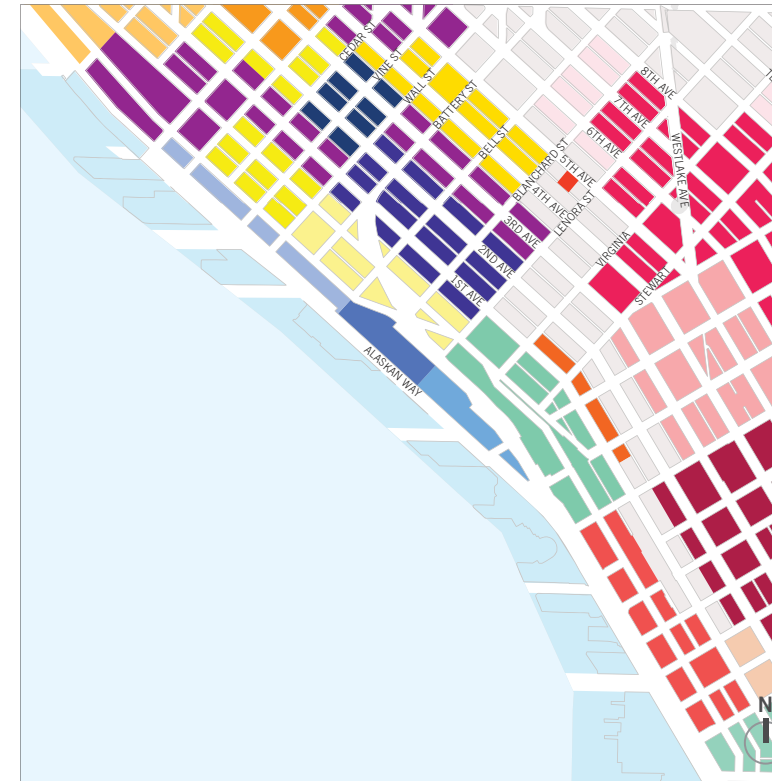 CEDAR ST
VINE ST
WALL ST
BATTERY ST
BELL ST
BLANCHARD ST
LENORA ST
VIRGINIA
STEWART
8TH AVE
7TH AVE
6TH AVE
5TH AVE
4TH AVE
3RD AVE
2ND AVE
1ST AVE
WESTLAKE AVE
ALASKAN WAY
N